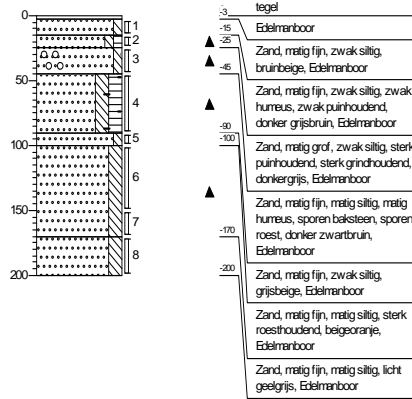 0
50
100
150
200
1
2
3
4
5
6
7
8
-3
-15
-25
-45
-90
-100
-170
-200
tegel
Edelmanboor
Zand, matig fijn, zwak siltig,
bruinbeige, Edelmanboor
Zand, matig fijn, zwak siltig, zwak
humeus, zwak puinhoudend,
donker grijsbruin, Edelmanboor
Zand, matig grof, zwak siltig, sterk
puinhoudend, sterk grindhoudend,
donkergrijs, Edelmanboor
Zand, matig fijn, matig siltig, matig
humeus, sporen baksteen, sporen
roest, donker zwartbruin,
Edelmanboor
Zand, matig fijn, zwak siltig,
grijsbeige, Edelmanboor
Zand, matig fijn, matig siltig, sterk
roesthoudend, beigeoranje,
Edelmanboor
Zand, matig fijn, matig siltig, licht
geelgrijs, Edelmanboor